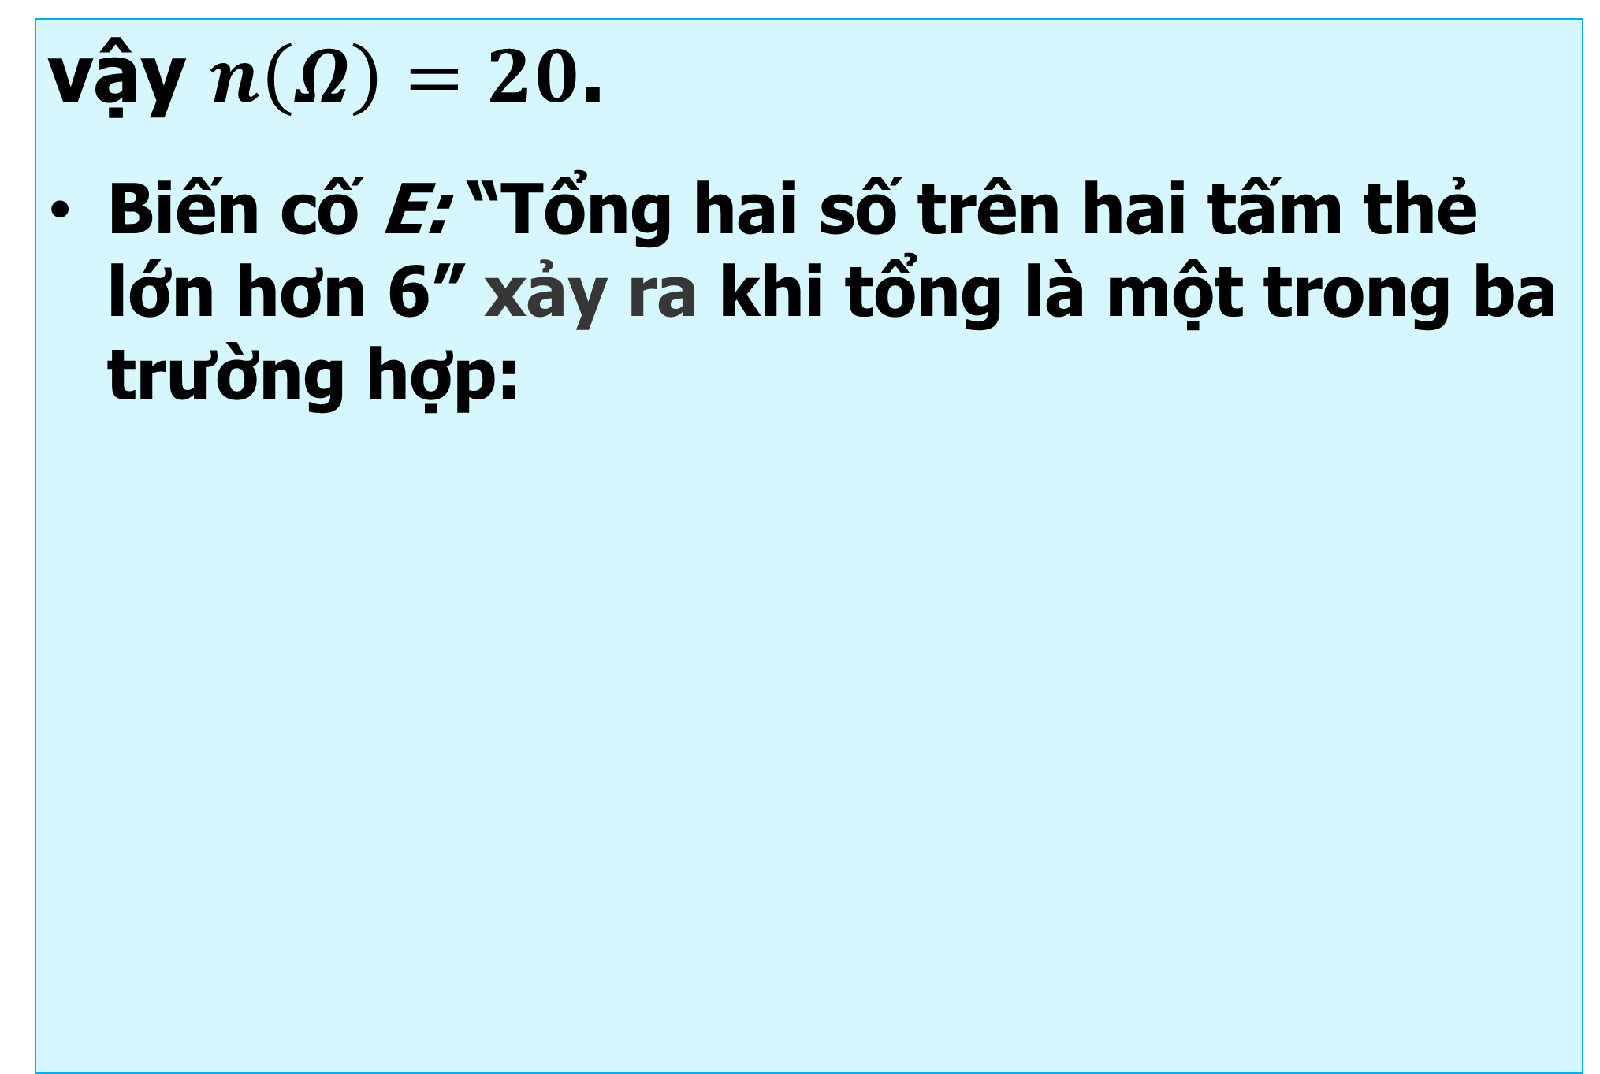 vậy n(Ω) = 20.
• Biến cố E: “Tổng hai số trên hai tấm thẻ
lớn hơn 6” xảy ra khi tổng là một trong ba
trường hợp: